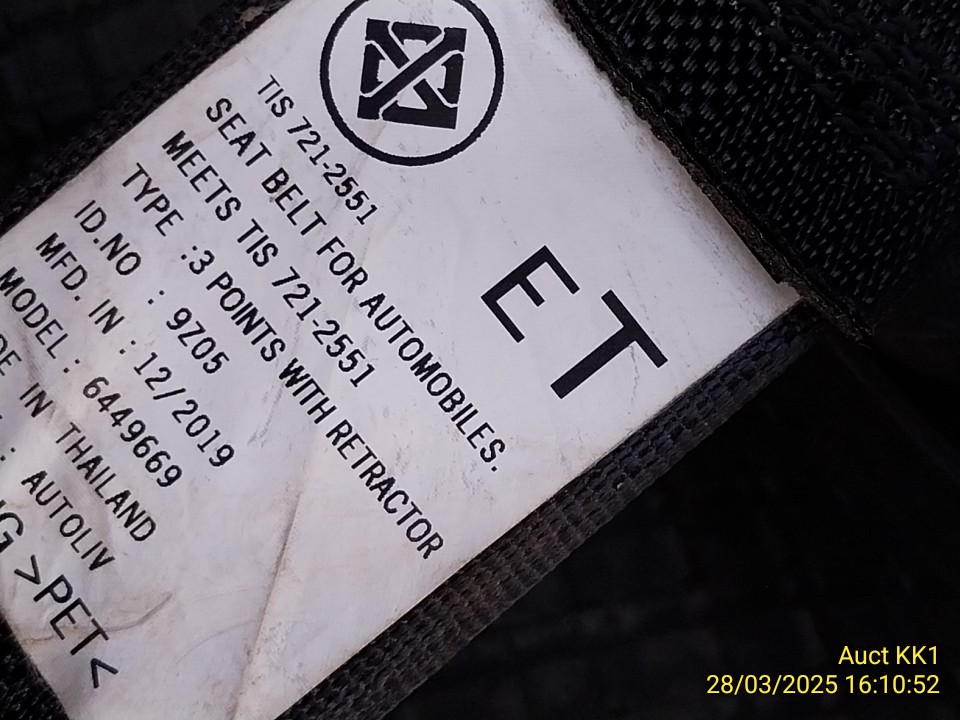 TIS 721-2551
SEAT BELT FOR AUTOMOBILES.
MEETS TIS 721-2551
TYPE :3 POINTS WITH RETRACTOR
ID.NO : 9Z05
MFD. IN : 12/2019
MODEL : 6449669
IN THAILAND
: AUTOLIV
>PET<
ET
Auct KK1
28/03/2025 16:10:52